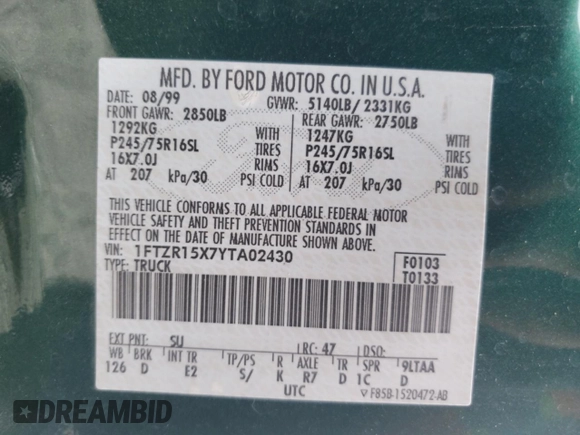 MFD. BY FORD MOTOR CO. IN U.S.A.
DATE: 08/99 GVWR: 5140LB/ 2331KG
FRONT GAWR: 2850LB REAR GAWR: 2750LB
1292KG WITH 1247KG WITH
P245/75R16SL TIRES P245/75R16SL TIRES
16X7.0J RIMS 16X7.0J RIMS
AT 207 kPa/30 PSI COLD AT 207 kPa/30 PSI COLD
THIS VEHICLE CONFORMS TO ALL APPLICABLE FEDERAL MOTOR
VEHICLE SAFETY AND THEFT PREVENTION STANDARDS IN
EFFECT ON THE DATE OF MANUFACTURE SHOWN ABOVE.
VIN: 1FTZR15X7YTA02430 F0103
TYPE: TRUCK T0133
EXT PNT: SU RC: 47 DSO:
WB BRK INT TR TP/PS R AXLE TR SPR 9LTAA
126 D E2 S/ K R7 D 1C D
UTC F85B-1520472-AB
DREAMBID
dreambid.com